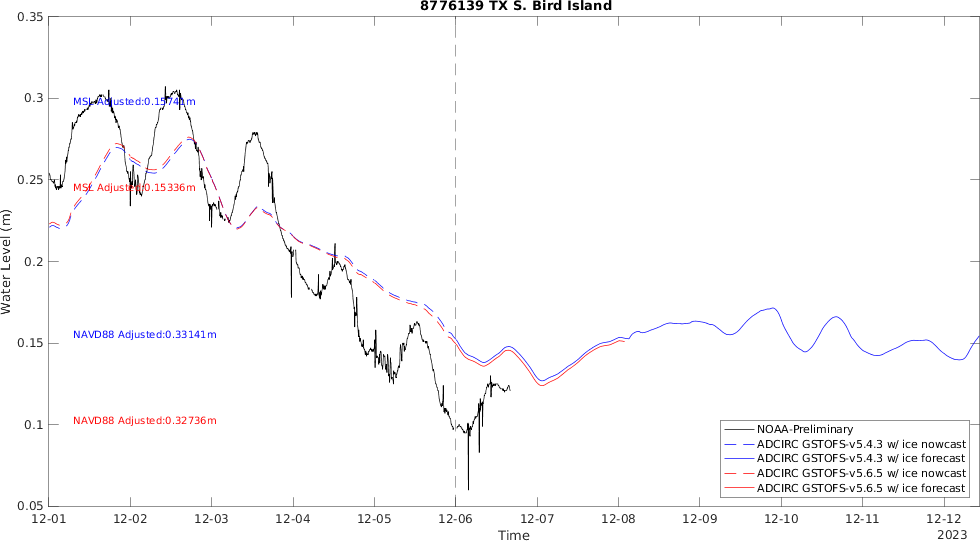 8776139 TX S. Bird Island
0.35
0.3
0.25
0.2
0.15
0.1
0.05
Water Level (m)
MSL Adjusted:0.15741m
MSL Adjusted:0.15336m
NAVD88 Adjusted:0.33141m
NAVD88 Adjusted:0.32736m
NOAA-Preliminary
ADCIRC GSTOFS-v5.4.3 w/ ice nowcast
ADCIRC GSTOFS-v5.4.3 w/ ice forecast
ADCIRC GSTOFS-v5.6.5 w/ ice nowcast
ADCIRC GSTOFS-v5.6.5 w/ ice forecast
12-01 12-02 12-03 12-04 12-05 12-06 12-07 12-08 12-09 12-10 12-11 12-12
Time
2023